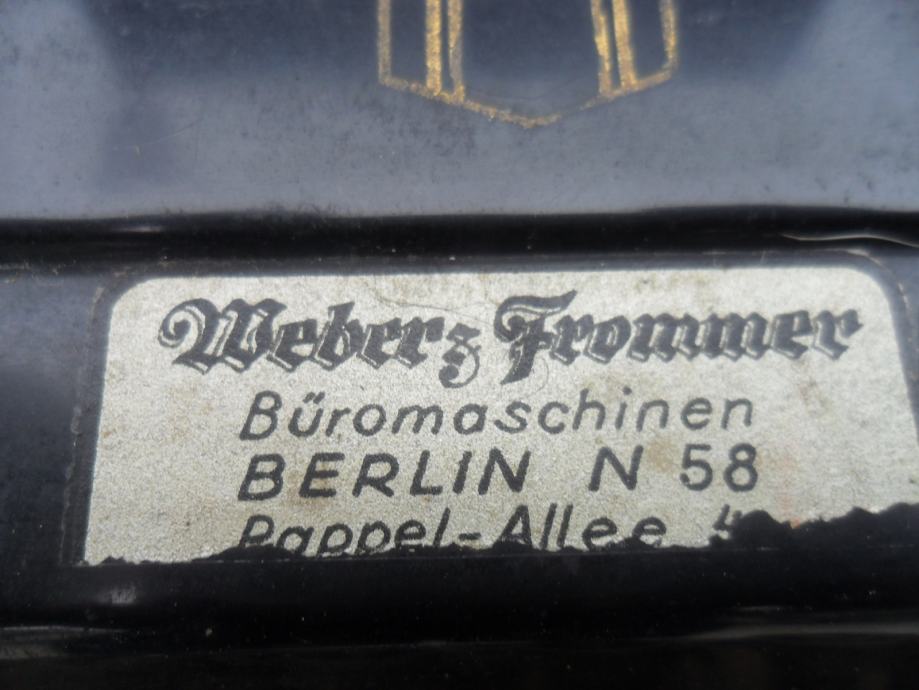 Weber & Frommer
Büromaschinen
BERLIN N 58
Pappel-Allee